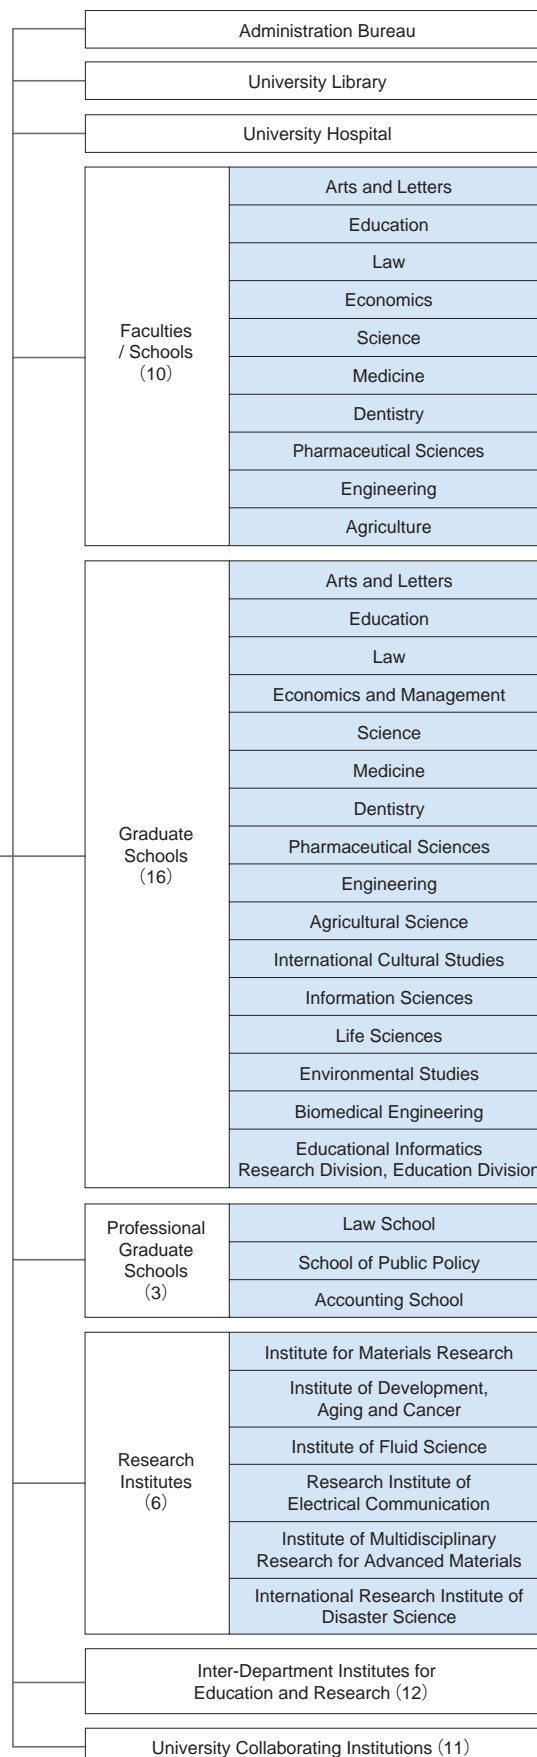 Administration Bureau
University Library
University Hospital
Faculties
/ Schools
(10)
Arts and Letters
Education
Law
Economics
Science
Medicine
Dentistry
Pharmaceutical Sciences
Engineering
Agriculture
Graduate
Schools
(16)
Arts and Letters
Education
Law
Economics and Management
Science
Medicine
Dentistry
Pharmaceutical Sciences
Engineering
Agricultural Science
International Cultural Studies
Information Sciences
Life Sciences
Environmental Studies
Biomedical Engineering
Educational Informatics
Research Division, Education Division
Professional
Graduate
Schools
(3)
Law School
School of Public Policy
Accounting School
Research
Institutes
(6)
Institute for Materials Research
Institute of Development,
Aging and Cancer
Institute of Fluid Science
Research Institute of
Electrical Communication
Institute of Multidisciplinary
Research for Advanced Materials
International Research Institute of
Disaster Science
Inter-Department Institutes for
Education and Research (12)
University Collaborating Institutions (11)